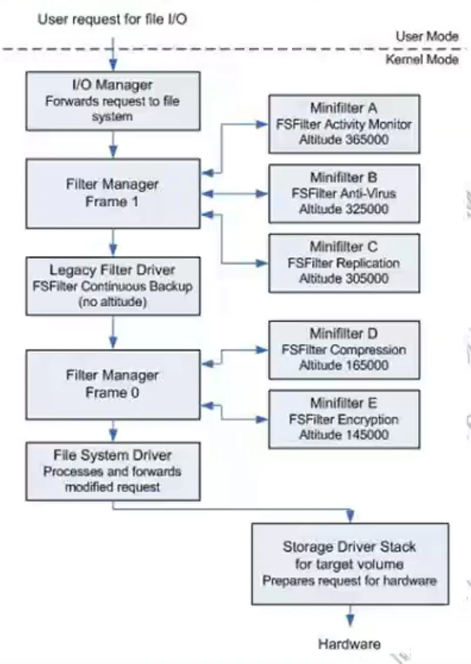 User request for file I/O
User Mode
Kernel Mode
I/O Manager
Forwards request to file
system
Minifilter A
FSFilter Activity Monitor
Altitude 365000
Filter Manager
Frame 1
Minifilter B
FSFilter Anti-Virus
Altitude 325000
Minifilter C
FSFilter Replication
Altitude 305000
Legacy Filter Driver
FSFilter Continuous Backup
(no altitude)
Minifilter D
FSFilter Compression
Altitude 165000
Filter Manager
Frame 0
Minifilter E
FSFilter Encryption
Altitude 145000
File System Driver
Processes and forwards
modified request
Storage Driver Stack
for target volume
Prepares request for hardware
Hardware